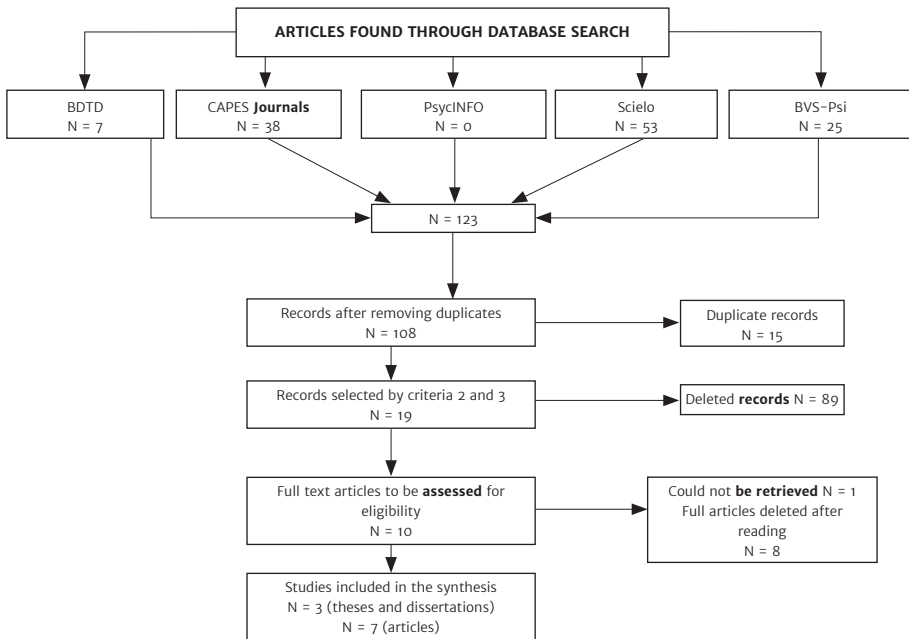 ARTICLES FOUND THROUGH DATABASE SEARCH
BDTD
N = 7
CAPES Journals
N = 38
PsycINFO
N = 0
Scielo
N = 53
BVS-Psi
N = 25
N = 123
Records after removing duplicates
N = 108
Duplicate records
N = 15
Records selected by criteria 2 and 3
N = 19
Deleted records N = 89
Full text articles to be assessed for
eligibility
N = 10
Could not be retrieved N = 1
Full articles deleted after
reading
N = 8
Studies included in the synthesis
N = 3 (theses and dissertations)
N = 7 (articles)